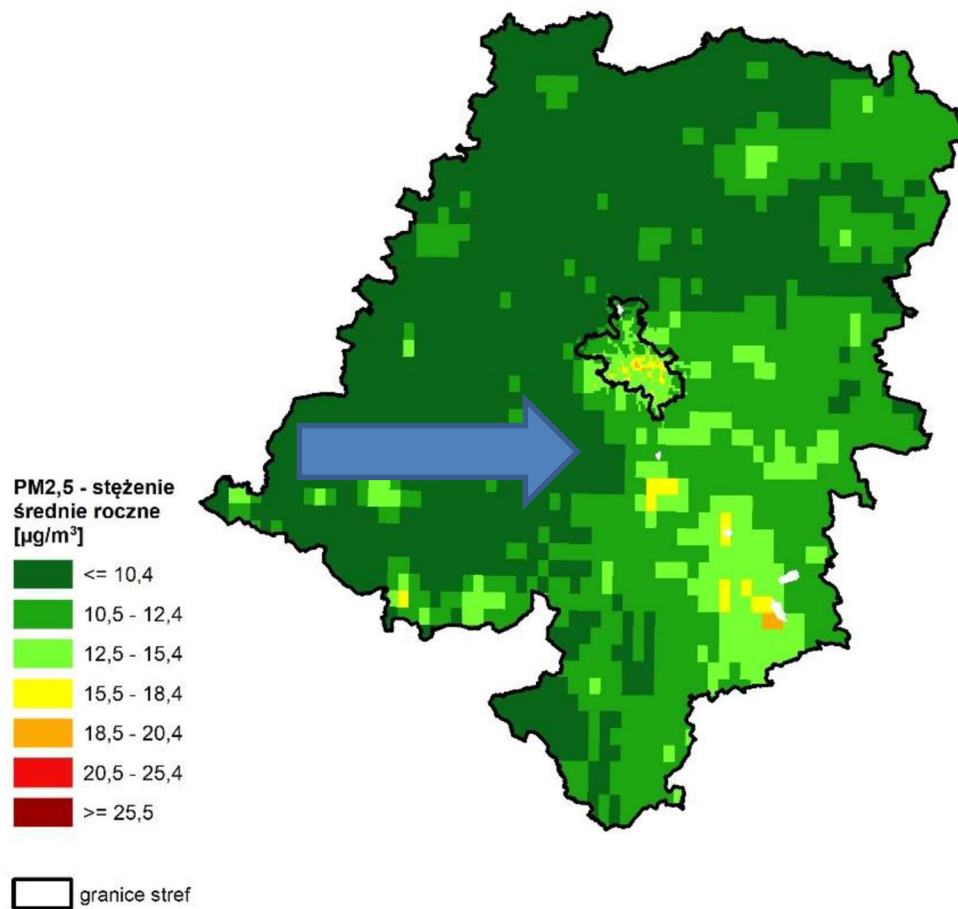 PM2,5 - stężenie
średnie roczne
[µg/m³]
<= 10,4
10,5 - 12,4
12,5 - 15,4
15,5 - 18,4
18,5 - 20,4
20,5 - 25,4
>= 25,5
granice stref